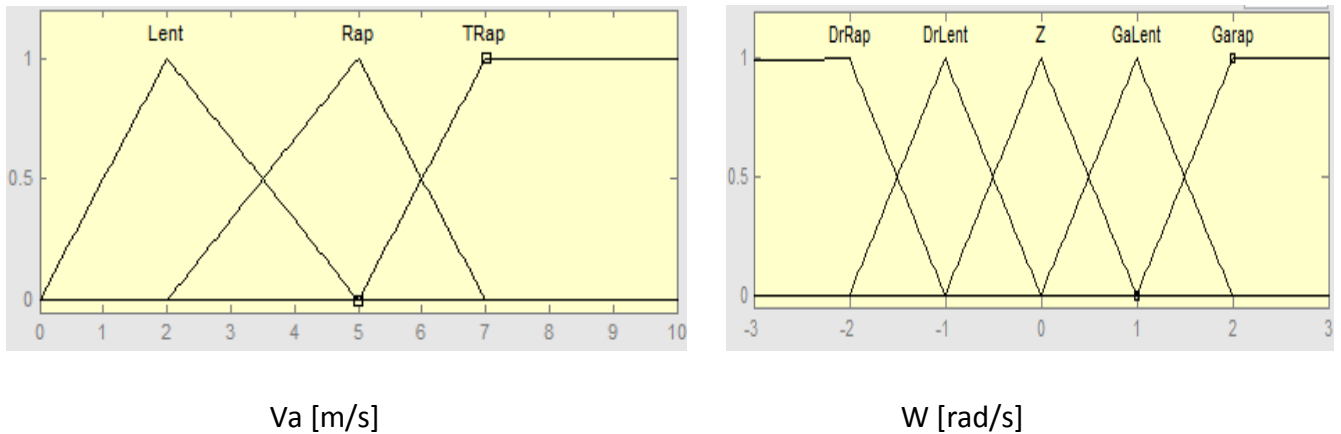 Lent Rap TRap
1
0.5
0
0 1 2 3 4 5 6 7 8 9 10
Va [m/s]
DrRap DrLent Z GaLent Garap
1
0.5
0
-3 -2 -1 0 1 2 3
W [rad/s]